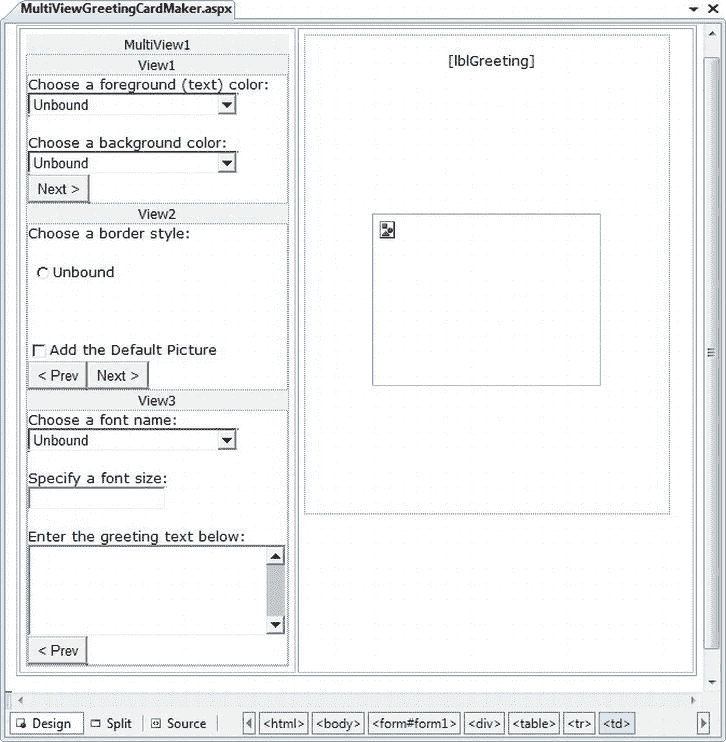 MultiViewGreetingCardMaker.aspx
MultiView1
View1
Choose a foreground (text) color:
Unbound
Choose a background color:
Unbound
Next >
View2
Choose a border style:
Unbound
Add the Default Picture
< Prev Next >
View3
Choose a font name:
Unbound
Specify a font size:
Enter the greeting text below:
< Prev
[lblGreeting]
Design Split Source <html> <body> <form#form1> <div> <table> <tr> <td>